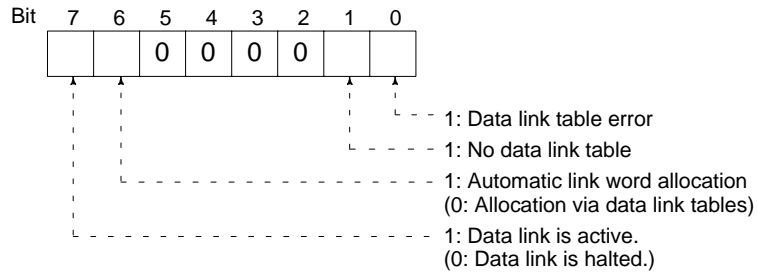 Bit 7 6 5 4 3 2 1 0
0 0 0 0
1: Data link table error
1: No data link table
1: Automatic link word allocation
(0: Allocation via data link tables)
1: Data link is active.
(0: Data link is halted.)